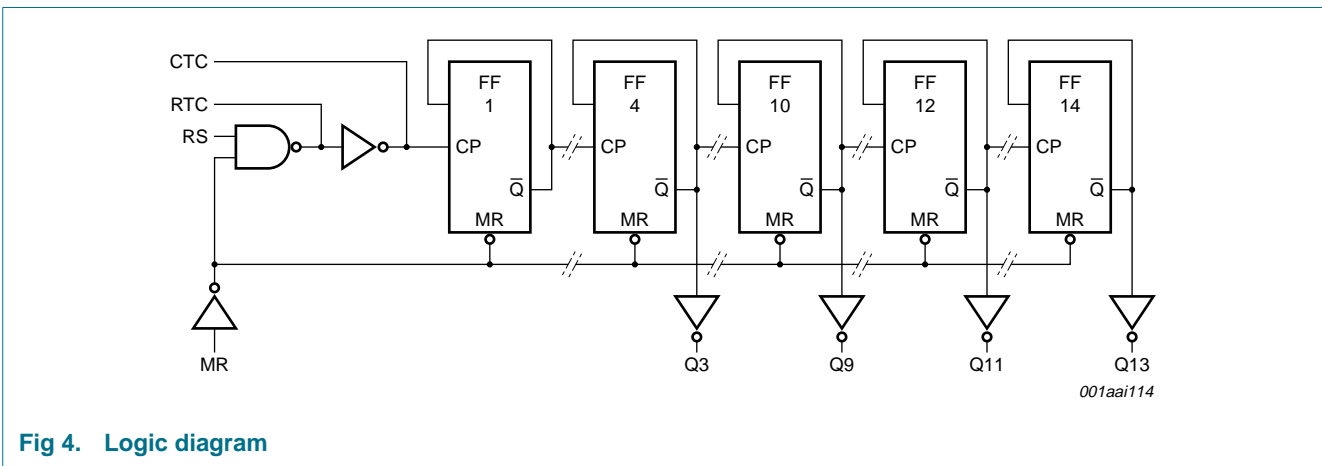 CTC
RTC
RS
MR
FF
1
CP
Q̅
MR
FF
4
CP
Q̅
MR
FF
10
CP
Q̅
MR
FF
12
CP
Q̅
MR
FF
14
CP
Q̅
MR
Q3
Q9
Q11
Q13
001aai114
Fig 4. Logic diagram